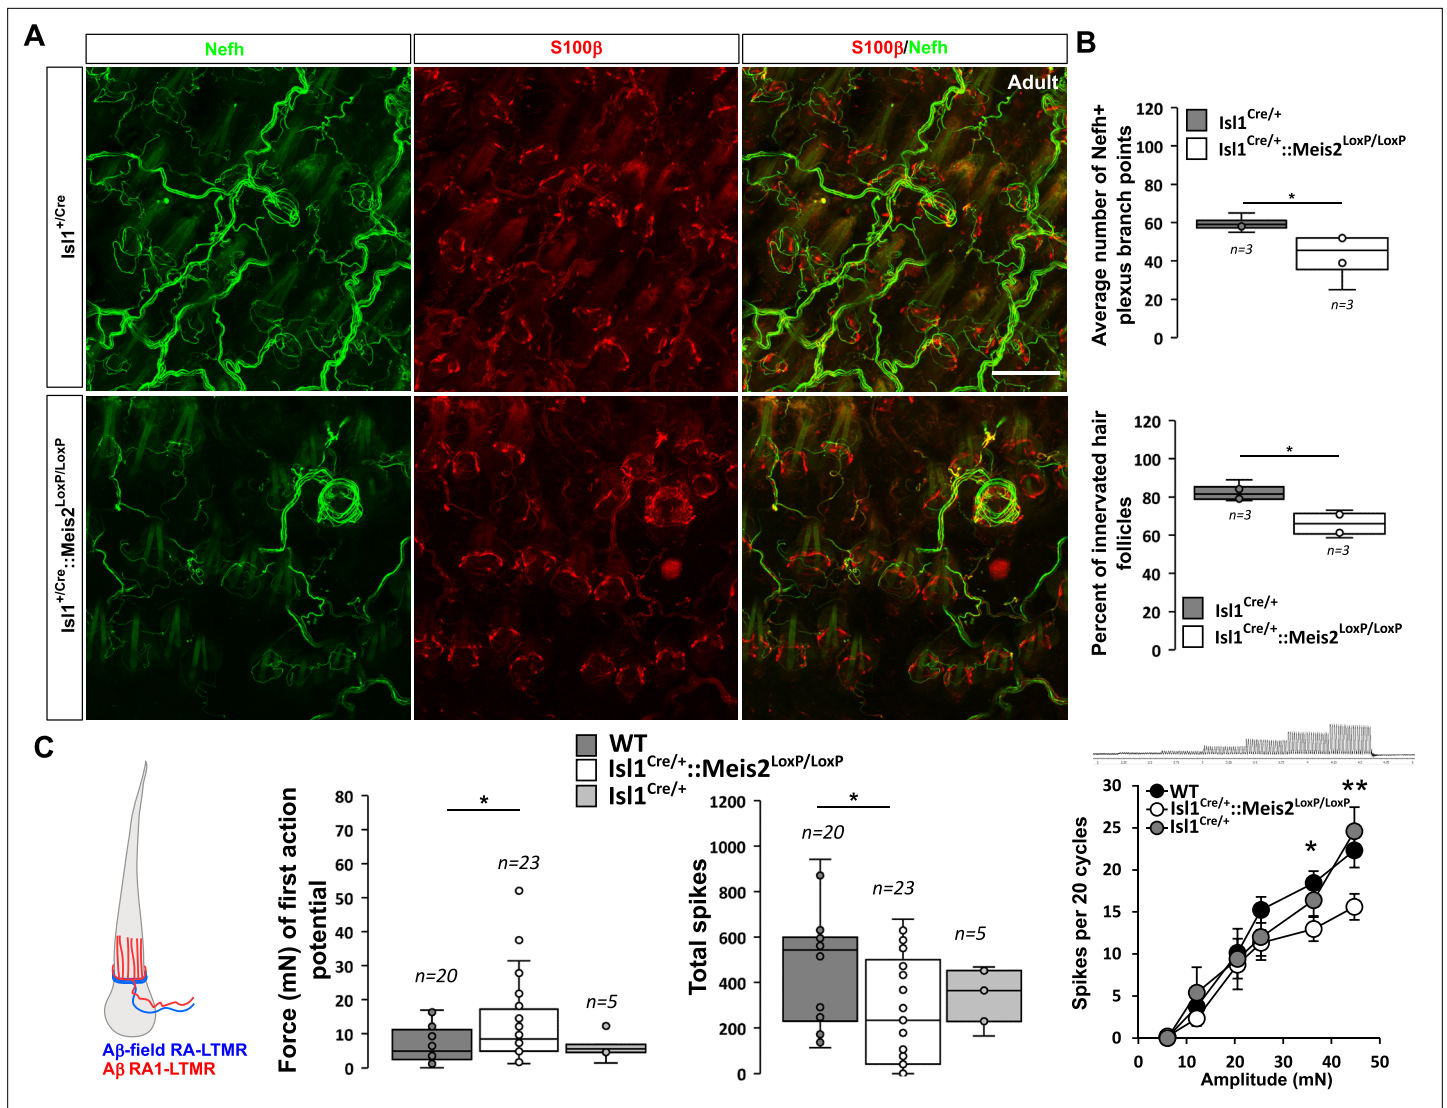 A
Nefh
S100β
S100β/Nefh
Adult
Isl1+/Cre
Isl1+/Cre::Meis2LoxP/LoxP
B
Average number of Nefh+
plexus branch points
120
100
80
60
40
20
0
Isl1Cre/+
Isl1Cre/+::Meis2LoxP/LoxP
*
n=3
n=3
Percent of inervated hair
follicles
120
100
80
60
40
20
0
*
n=3
n=3
Isl1Cre/+
Isl1Cre/+::Meis2LoxP/LoxP
C
Aβ-field RA-LTMR
Aβ RA1-LTMR
WT
Isl1Cre/+::Meis2LoxP/LoxP
Isl1Cre/+
Force (mN) of first action
potential
80
70
60
50
40
30
20
10
0
*
n=20
n=23
n=5
Total spikes
1200
1000
800
600
400
200
0
*
n=20
n=23
n=5
Spikes per 20 cycles
30
25
20
15
10
5
0
WT
Isl1Cre/+::Meis2LoxP/LoxP
Isl1Cre/+
*
**
0
10
20
30
40
50
Amplitude (mN)